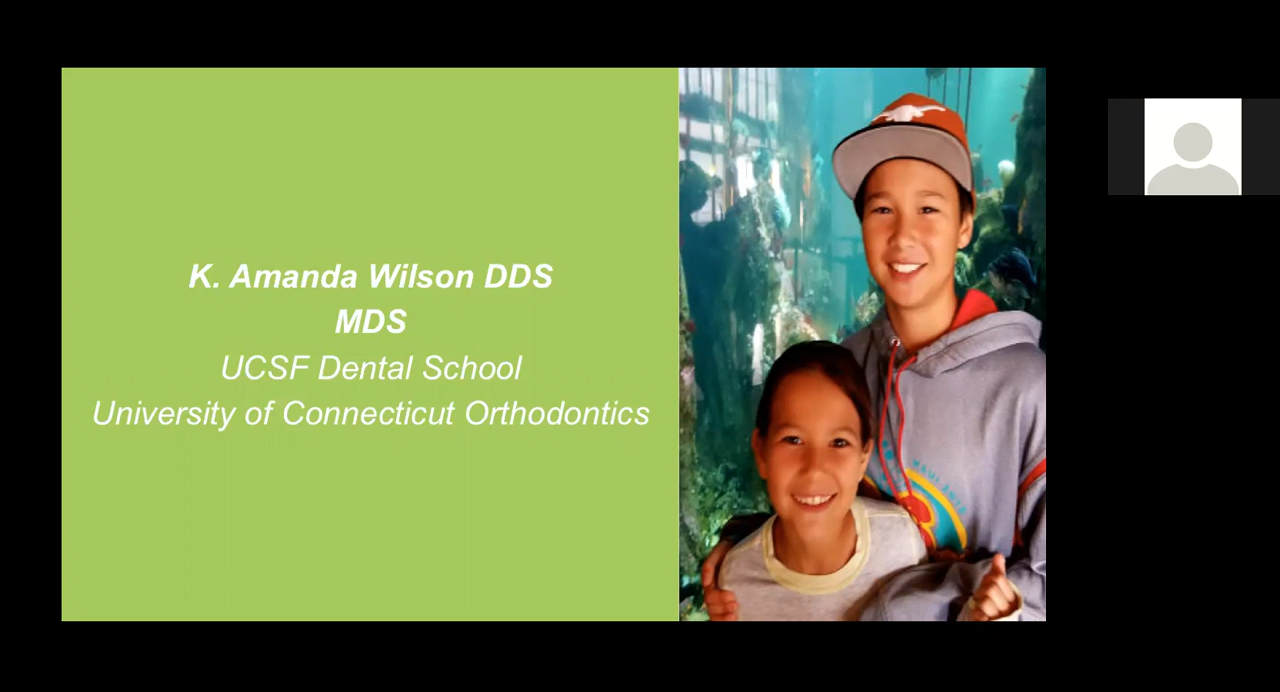 K. Amanda Wilson DDS
MDS
UCSF Dental School
University of Connecticut Orthodontics